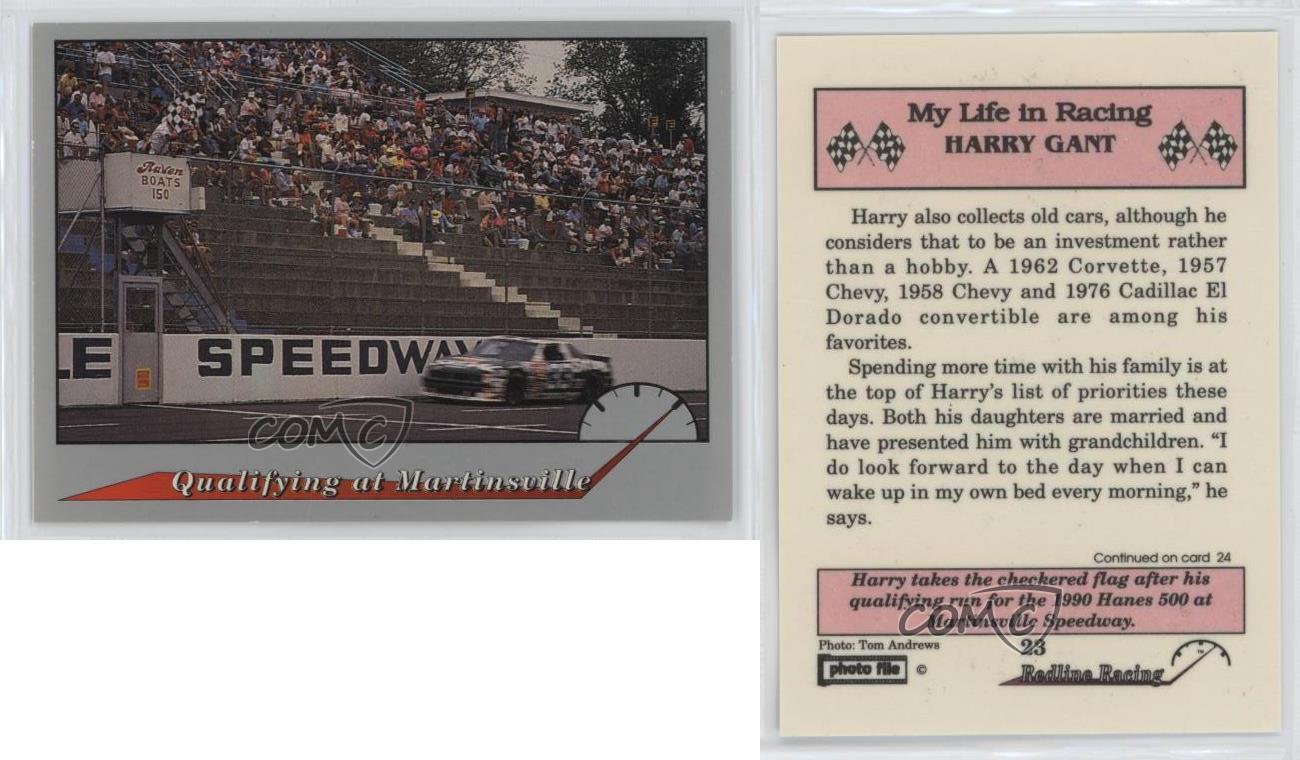 Raven
BOATS
150
LE SPEEDWAY
33
COMC
Qualifying at Martinsville
My Life in Racing
HARRY GANT
Harry also collects old cars, although he
considers that to be an investment rather
than a hobby. A 1962 Corvette, 1957
Chevy, 1958 Chevy and 1976 Cadillac El
Dorado convertible are among his
favorites.
Spending more time with his family is at
the top of Harry's list of priorities these
days. Both his daughters are married and
have presented him with grandchildren. "I
do look forward to the day when I can
wake up in my own bed every morning," he
says.
Continued on card 24
Harry takes the checkered flag after his
qualifying run for the 1990 Hanes 500 at
Martinsville Speedway.
COMC
Photo: Tom Andrews
23
photo file ©
Redline Racing
TM